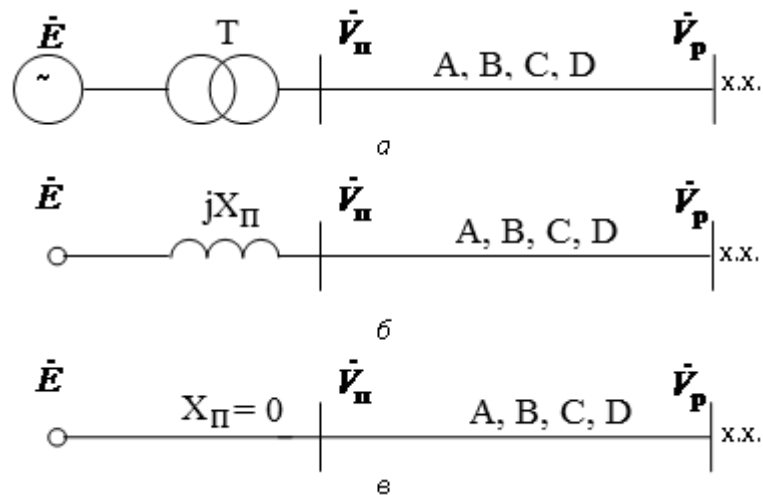 Ė T V̇п V̇р
~ A, B, C, D x.x.
а
Ė jXП V̇п V̇р
A, B, C, D x.x.
б
Ė V̇п V̇р
XП = 0 A, B, C, D x.x.
в